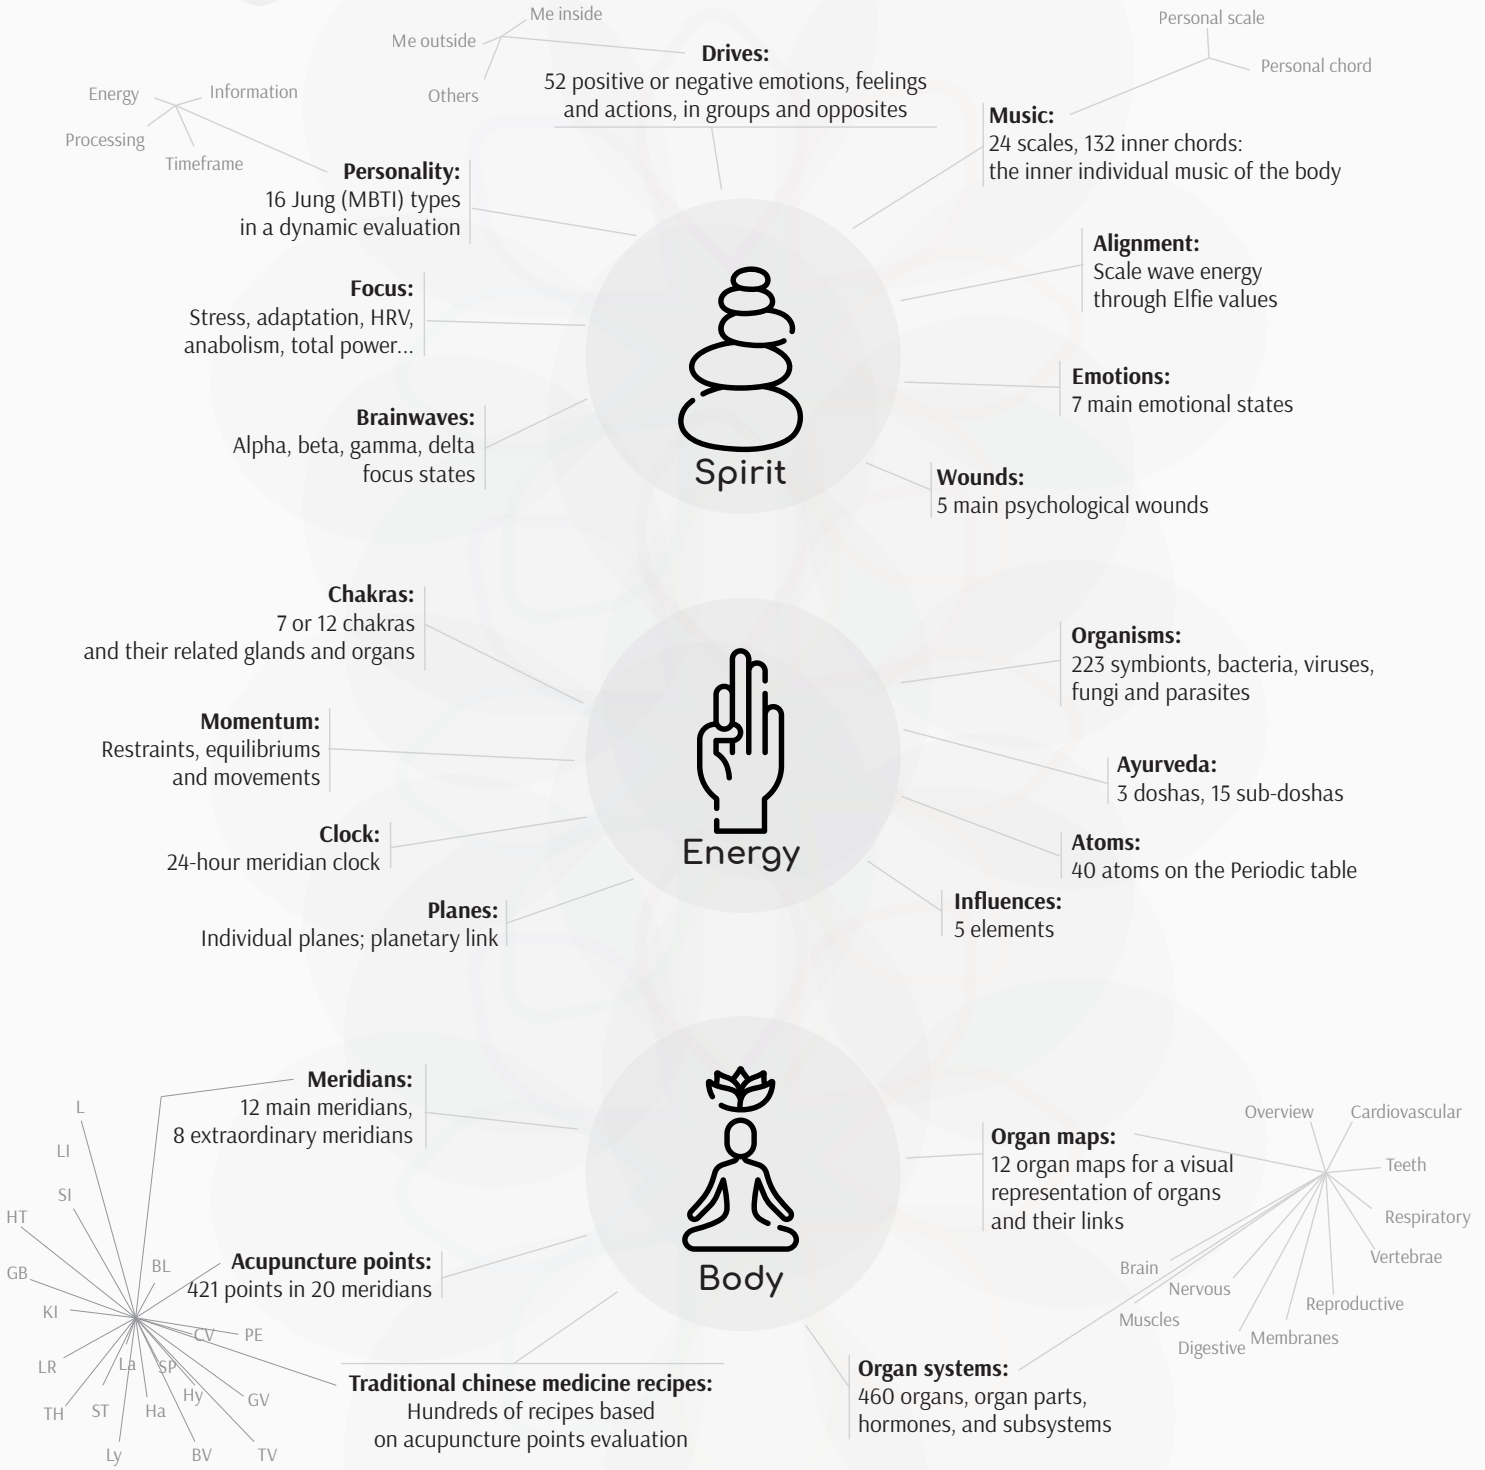 Me inside
Me outside
Others
Drives:
52 positive or negative emotions, feelings
and actions, in groups and opposites
Personal scale
Personal chord
Music:
24 scales, 132 inner chords:
the inner individual music of the body
Energy
Information
Processing
Timeframe
Personality:
16 Jung (MBTI) types
in a dynamic evaluation
Alignment:
Scale wave energy
through Elfie values
Focus:
Stress, adaptation, HRV,
anabolism, total power...
Emotions:
7 main emotional states
Brainwaves:
Alpha, beta, gamma, delta
focus states
Spirit
Wounds:
5 main psychological wounds
Chakras:
7 or 12 chakras
and their related glands and organs
Organisms:
223 symbionts, bacteria, viruses,
fungi and parasites
Momentum:
Restraints, equilibriums
and movements
Ayurveda:
3 doshas, 15 sub-doshas
Clock:
24-hour meridian clock
Energy
Atoms:
40 atoms on the Periodic table
Planes:
Individual planes; planetary link
Influences:
5 elements
Meridians:
12 main meridians,
8 extraordinary meridians
L
LI
SI
HT
GB
KI
LR
TH
ST
Ly
La
Ha
BL
CV
PE
SP
Hy
GV
BV
TV
Acupuncture points:
421 points in 20 meridians
Body
Organ maps:
12 organ maps for a visual
representation of organs
and their links
Overview
Cardiovascular
Teeth
Respiratory
Vertebrae
Reproductive
Membranes
Digestive
Muscles
Nervous
Brain
Traditional chinese medicine recipes:
Hundreds of recipes based
on acupuncture points evaluation
Organ systems:
460 organs, organ parts,
hormones, and subsystems